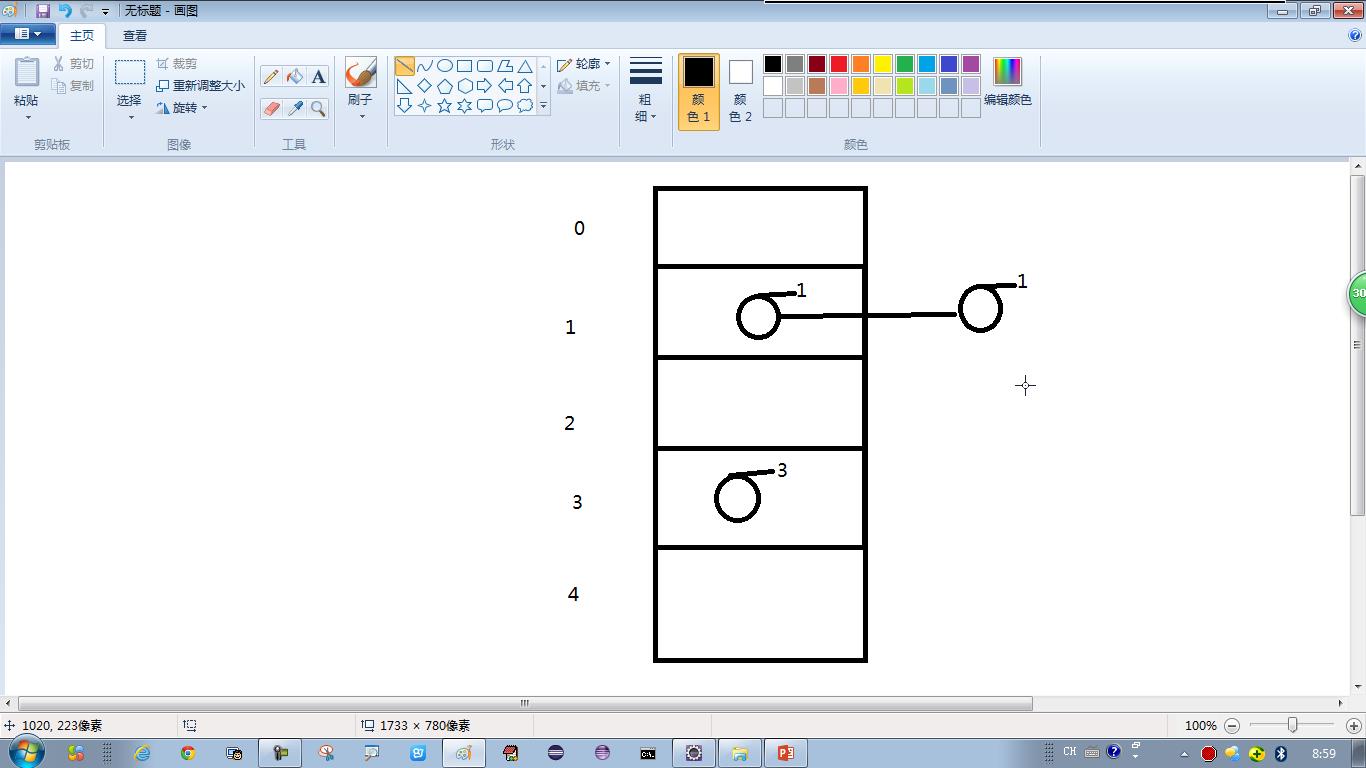 无标题 - 画图
主页 查看
粘贴
剪切
复制
剪贴板
选择
裁剪
重新调整大小
旋转
图像
A
工具
刷子
形状
轮廓
填充
粗
细
颜
色 1
颜
色 2
编辑颜色
颜色
0
1
1
1
30
2
3
3
4
1020, 223像素
1733 × 780像素
100%
CH
8:59